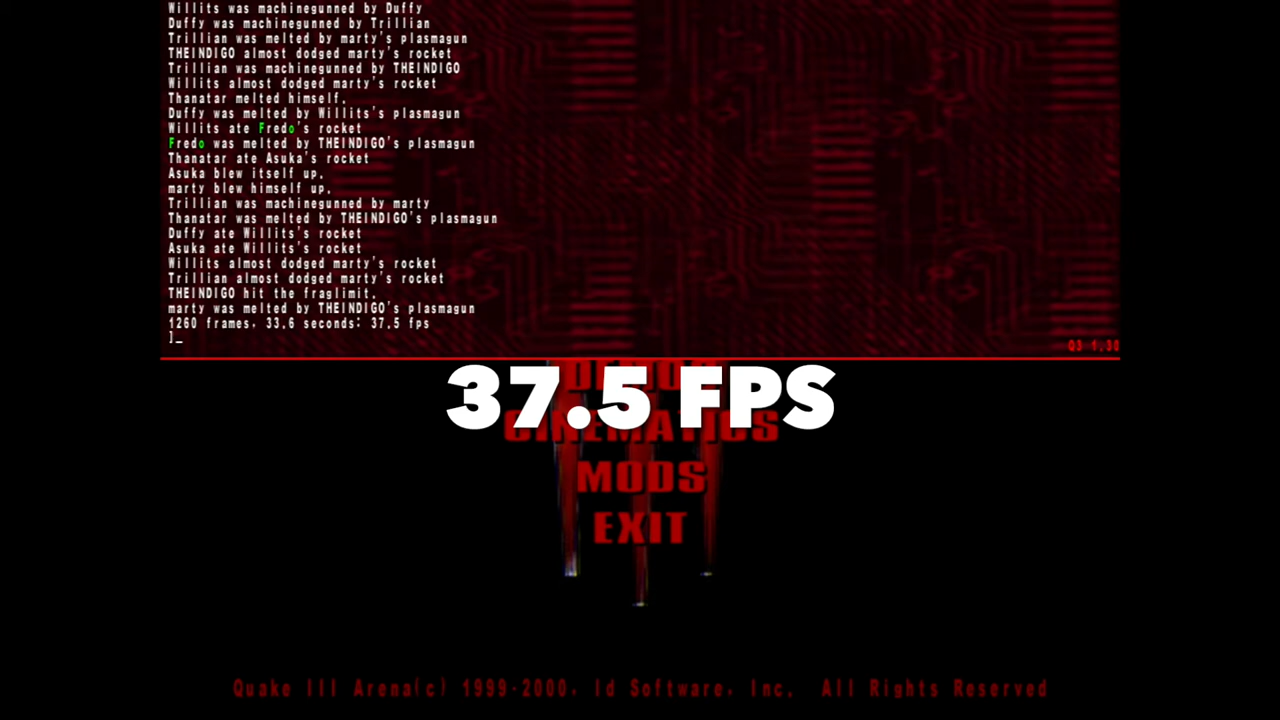 Willits was machinegunned by Duffy
Duffy was machinegunned by Trillian
Trillian was melted by marty's plasmagun
THEINDIGO almost dodged marty's rocket
Trillian was machinegunned by THEINDIGO
Willits almost dodged marty's rocket
Thanatar melted himself.
Duffy was melted by Willits's plasmagun
Willits ate Fredo's rocket
Fredo was melted by THEINDIGO's plasmagun
Thanatar ate Asuka's rocket
Asuka blew itself up.
marty blew himself up.
Trillian was machinegunned by marty
Thanatar was melted by THEINDIGO's plasmagun
Duffy ate Willits's rocket
Asuka ate Willits's rocket
Willits almost dodged marty's rocket
Trillian almost dodged marty's rocket
THEINDIGO hit the fraglimit.
marty was melted by THEINDIGO's plasmagun
1260 frames, 33.6 seconds: 37.5 fps
]_
37.5 FPS
CINEMATICS
MODS
EXIT
Quake III Arena(c) 1999-2000, Id Software, Inc. All Rights Reserved